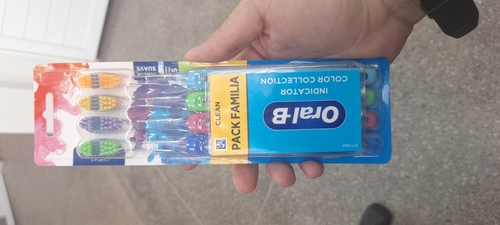 Oral-B
INDICATOR
COLOR COLLECTION
CLEAN
PACK FAMILIA
SUAVE